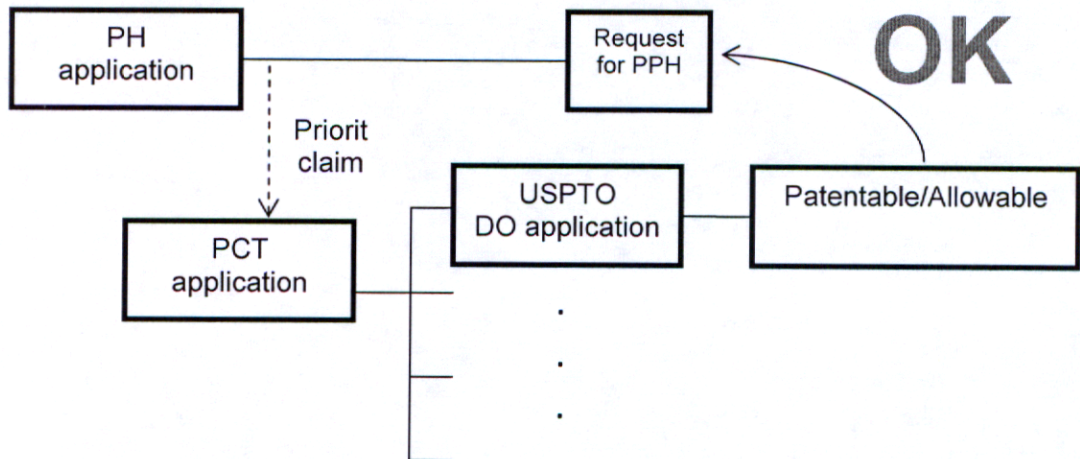 PH
application
Request
for PPH
OK
Priorit
claim
USPTO
DO application
Patentable/Allowable
PCT
application